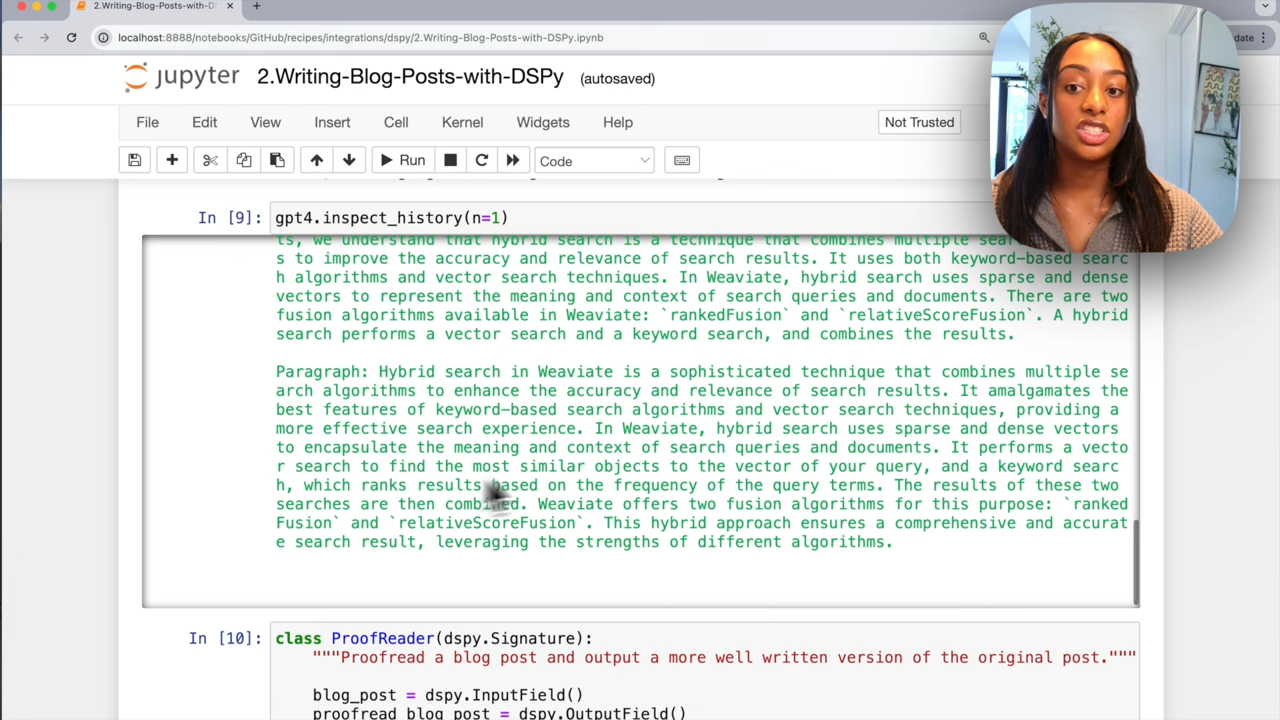 2.Writing-Blog-Posts-with-D
localhost:8888/notebooks/GitHub/recipes/integrations/dspy/2.Writing-Blog-Posts-with-DSPy.ipynb
date
jupyter 2.Writing-Blog-Posts-with-DSPy (autosaved)
File Edit View Insert Cell Kernel Widgets Help Not Trusted
Run Code
In [9]: gpt4.inspect_history(n=1)
ts, we understand that hybrid search is a technique that combines multiple
s to improve the accuracy and relevance of search results. It uses both keyword-based searc
h algorithms and vector search techniques. In Weaviate, hybrid search uses sparse and dense
vectors to represent the meaning and context of search queries and documents. There are two
fusion algorithms available in Weaviate: `rankedFusion` and `relativeScoreFusion`. A hybrid
search performs a vector search and a keyword search, and combines the results.
Paragraph: Hybrid search in Weaviate is a sophisticated technique that combines multiple se
arch algorithms to enhance the accuracy and relevance of search results. It amalgamates the
best features of keyword-based search algorithms and vector search techniques, providing a
more effective search experience. In Weaviate, hybrid search uses sparse and dense vectors
to encapsulate the meaning and context of search queries and documents. It performs a vecto
r search to find the most similar objects to the vector of your query, and a keyword searc
h, which ranks results based on the frequency of the query terms. The results of these two
searches are then combined. Weaviate offers two fusion algorithms for this purpose: `ranked
Fusion` and `relativeScoreFusion`. This hybrid approach ensures a comprehensive and accurat
e search result, leveraging the strengths of different algorithms.
In [10]: class ProofReader(dspy.Signature):
"""Proofread a blog post and output a more well written version of the original post."""
blog_post = dspy.InputField()
proofread_blog_post = dspy.OutputField()